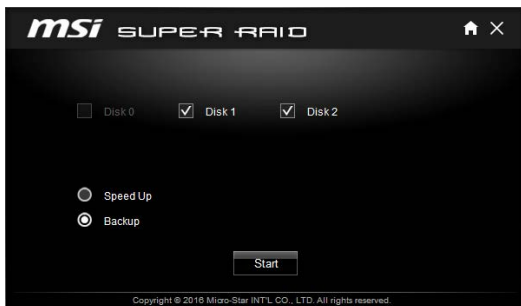 msi SUPER RAID
Disk 0 Disk 1 Disk 2
Speed Up
Backup
Start
Copyright © 2016 Micro-Star INT'L CO., LTD. All rights reserved.